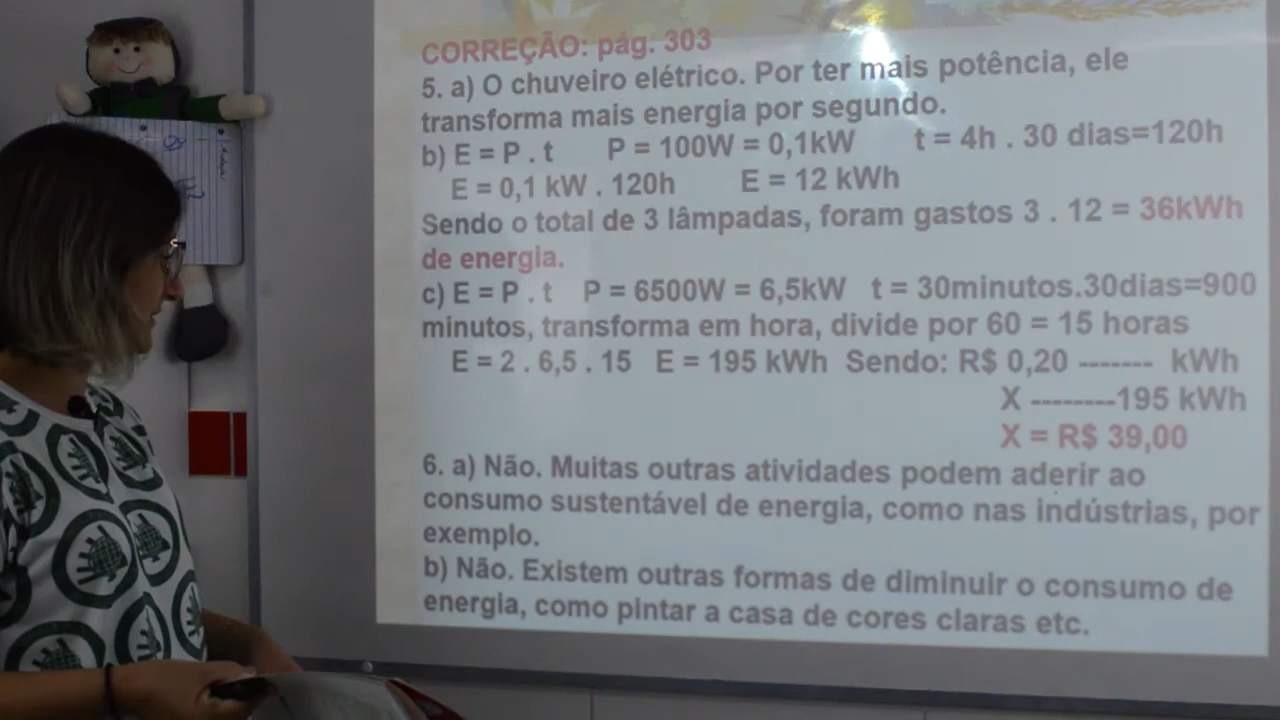 CORREÇÃO: pág. 303
5. a) O chuveiro elétrico. Por ter mais potência, ele
transforma mais energia por segundo.
b) E = P . t P = 100W = 0,1kW t = 4h . 30 dias=120h
E = 0,1 kW . 120h E = 12 kWh
Sendo o total de 3 lâmpadas, foram gastos 3 . 12 = 36kWh
de energia.
c) E = P . t P = 6500W = 6,5kW t = 30minutos.30dias=900
minutos, transforma em hora, divide por 60 = 15 horas
E = 2 . 6,5 . 15 E = 195 kWh Sendo: R$ 0,20 ------- kWh
X --------195 kWh
X = R$ 39,00
6. a) Não. Muitas outras atividades podem aderir ao
consumo sustentável de energia, como nas indústrias, por
exemplo.
b) Não. Existem outras formas de diminuir o consumo de
energia, como pintar a casa de cores claras etc.